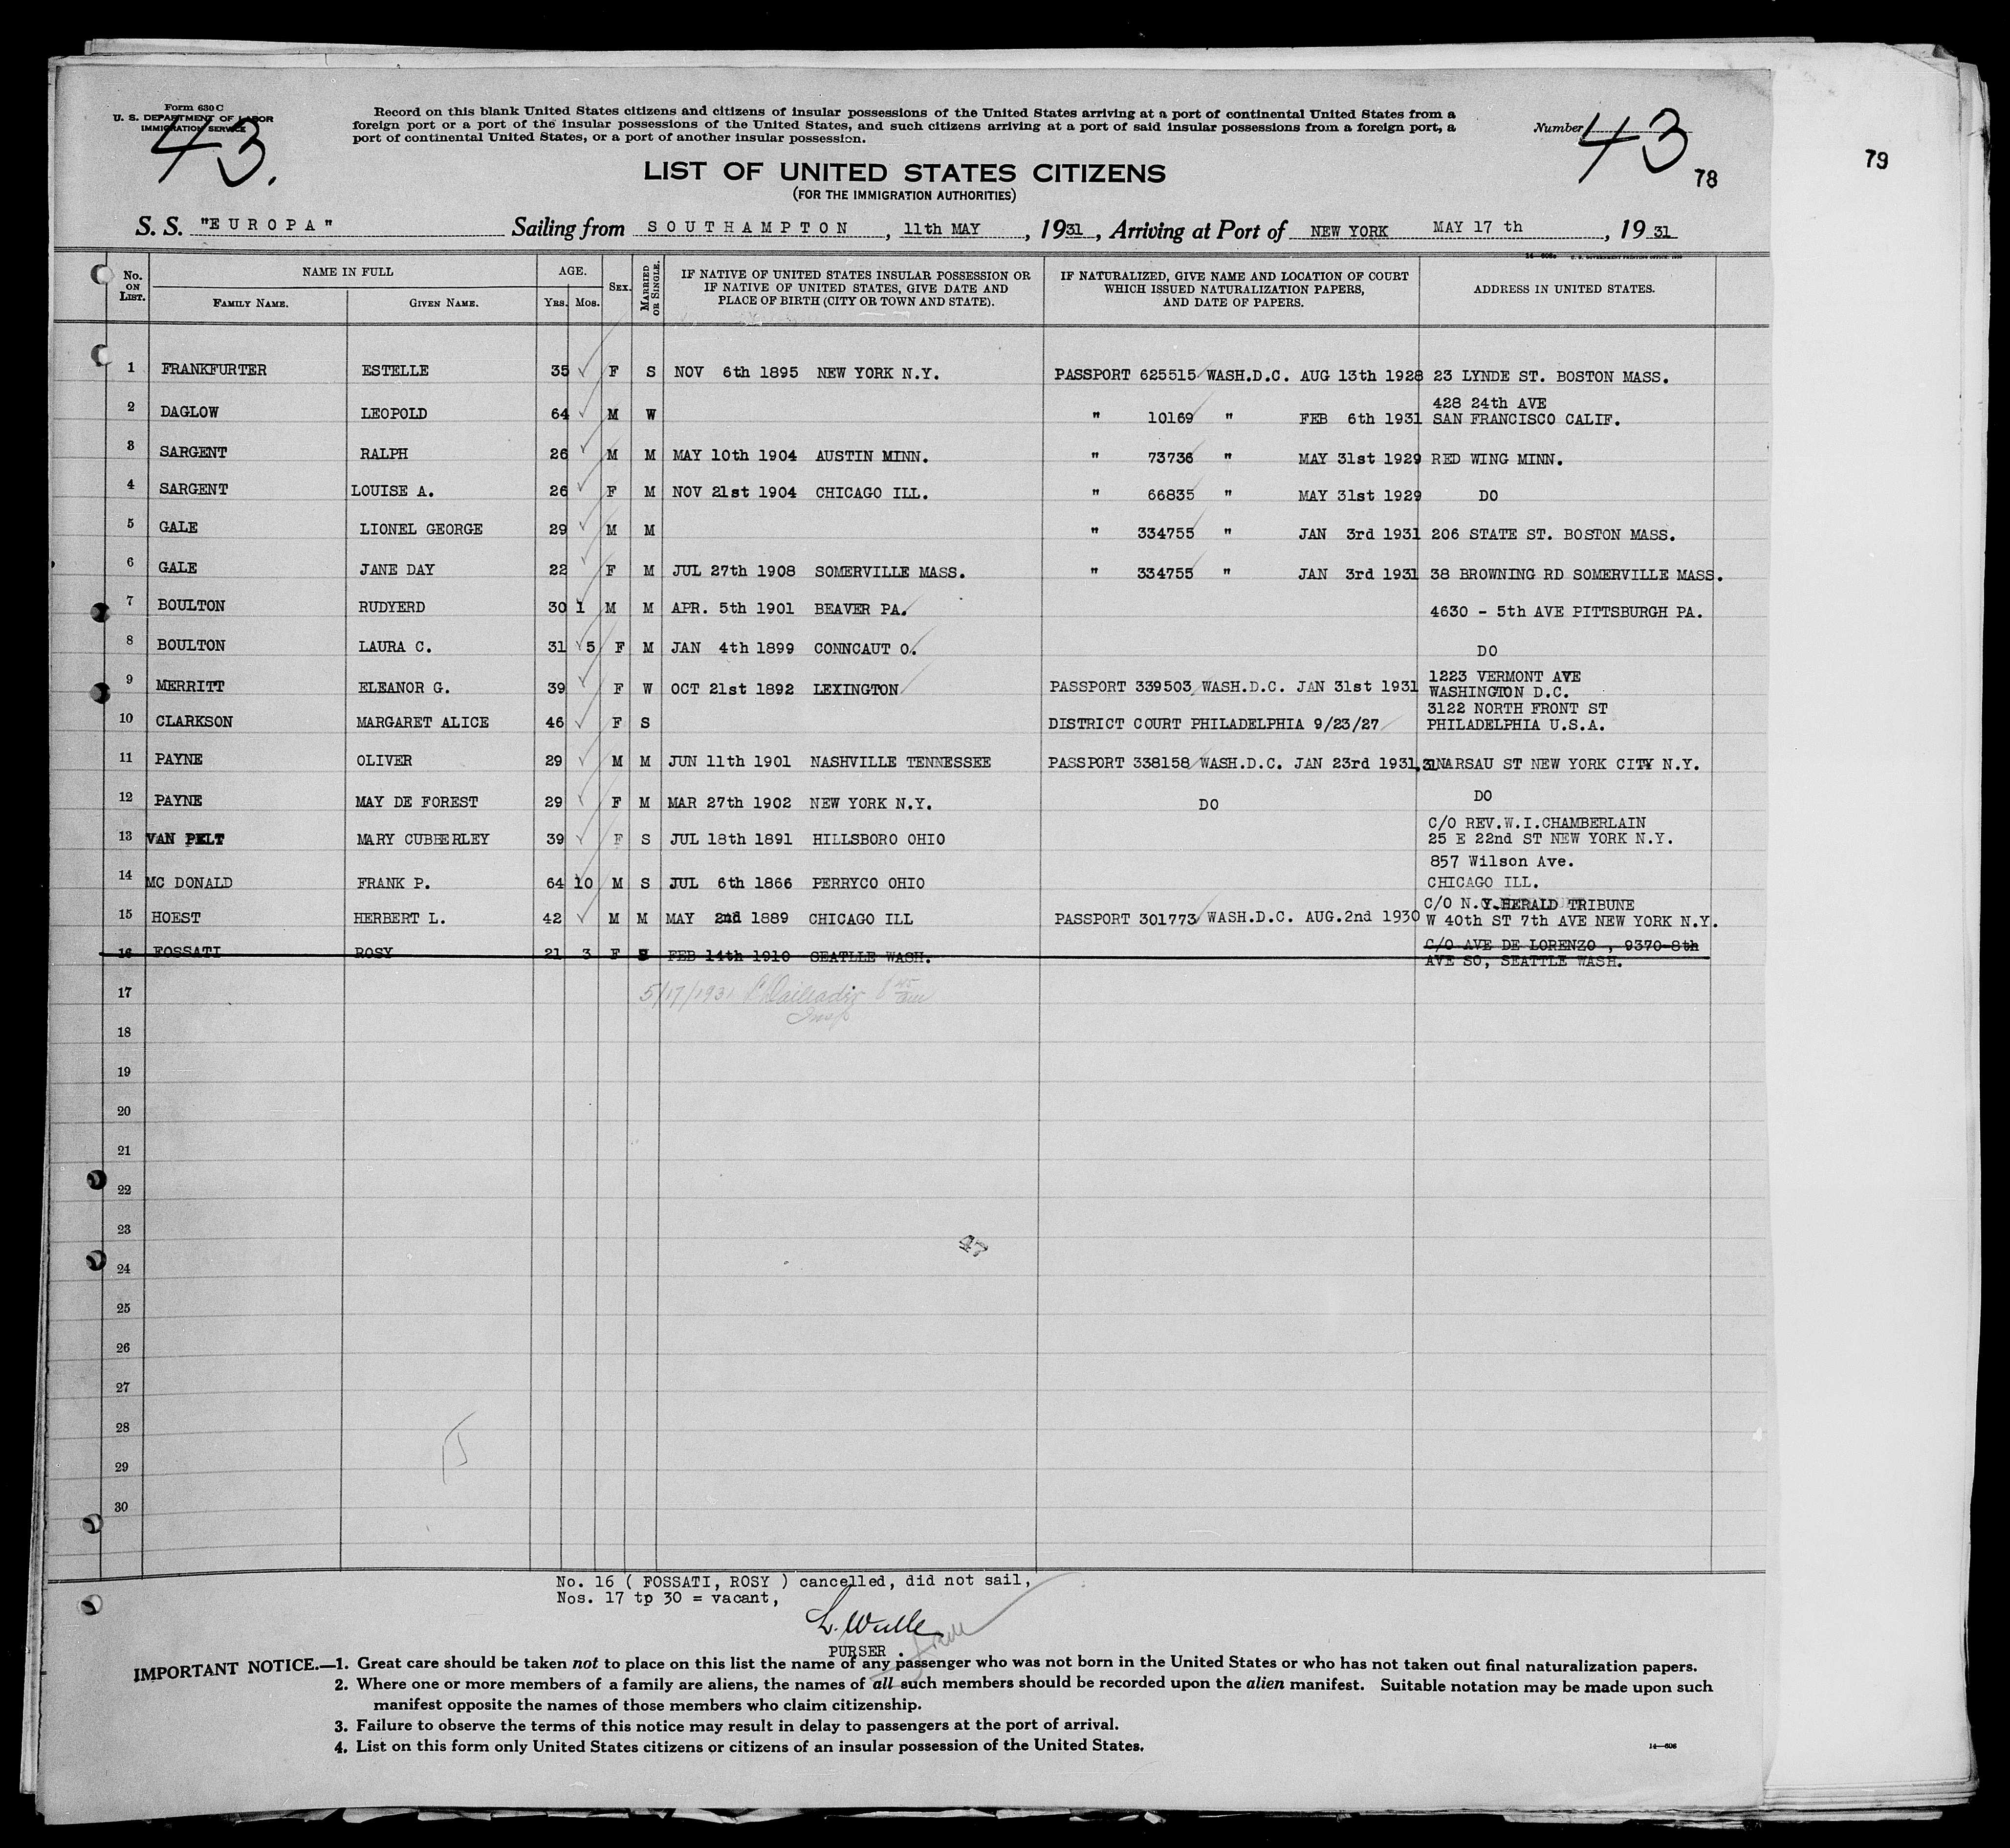 Form 630 C
U. S. DEPARTMENT OF LABOR
IMMIGRATION SERVICE
43.
Record on this blank United States citizens and citizens of insular possessions of the United States arriving at a port of continental United States from a
foreign port or a port of the insular possessions of the United States, and such citizens arriving at a port of said insular possessions from a foreign port, a
port of continental United States, or a port of another insular possession.
Number 43
78
79
LIST OF UNITED STATES CITIZENS
(FOR THE IMMIGRATION AUTHORITIES)
S. S. "EUROPA" Sailing from SOUTHAMPTON, 11th MAY, 1931, Arriving at Port of NEW YORK MAY 17 th, 1931
No. ON LIST. NAME IN FULL FAMILY NAME. GIVEN NAME. AGE. YRS. MOS. SEX. MARRIED OR SINGLE. IF NATIVE OF UNITED STATES INSULAR POSSESSION OR IF NATIVE OF UNITED STATES, GIVE DATE AND PLACE OF BIRTH (CITY OR TOWN AND STATE). IF NATURALIZED, GIVE NAME AND LOCATION OF COURT WHICH ISSUED NATURALIZATION PAPERS, AND DATE OF PAPERS. ADDRESS IN UNITED STATES.
1 FRANKFURTER ESTELLE 35 F S NOV 6th 1895 NEW YORK N.Y. PASSPORT 625515 WASH.D.C. AUG 13th 1928 23 LYNDE ST. BOSTON MASS.
2 DAGLOW LEOPOLD 64 M W " 10169 " FEB 6th 1931 428 24th AVE SAN FRANCISCO CALIF.
3 SARGENT RALPH 26 M M MAY 10th 1904 AUSTIN MINN. " 73736 " MAY 31st 1929 RED WING MINN.
4 SARGENT LOUISE A. 26 F M NOV 21st 1904 CHICAGO ILL. " 66835 " MAY 31st 1929 DO
5 GALE LIONEL GEORGE 29 M M " 334755 " JAN 3rd 1931 206 STATE ST. BOSTON MASS.
6 GALE JANE DAY 22 F M JUL 27th 1908 SOMERVILLE MASS. " 334755 " JAN 3rd 1931 38 BROWNING RD SOMERVILLE MASS.
7 BOULTON RUDYERD 30 1 M M APR. 5th 1901 BEAVER PA. 4630 - 5th AVE PITTSBURGH PA.
8 BOULTON LAURA C. 31 5 F M JAN 4th 1899 CONNCAUT O. DO
9 MERRITT ELEANOR G. 39 F W OCT 21st 1892 LEXINGTON PASSPORT 339503 WASH.D.C. JAN 31st 1931 1223 VERMONT AVE WASHINGTON D.C.
10 CLARKSON MARGARET ALICE 46 F S DISTRICT COURT PHILADELPHIA 9/23/27 3122 NORTH FRONT ST PHILADELPHIA U.S.A.
11 PAYNE OLIVER 29 M M JUN 11th 1901 NASHVILLE TENNESSEE PASSPORT 338158 WASH.D.C. JAN 23rd 1931, 31 NARSAU ST NEW YORK CITY N.Y.
12 PAYNE MAY DE FOREST 29 F M MAR 27th 1902 NEW YORK N.Y. DO DO
13 VAN PELT MARY CUBBERLEY 39 F S JUL 18th 1891 HILLSBORO OHIO C/O REV.W.I.CHAMBERLAIN 25 E 22nd ST NEW YORK N.Y.
14 MC DONALD FRANK P. 64 10 M S JUL 6th 1866 PERRYCO OHIO 857 Wilson Ave. CHICAGO ILL.
15 HOEST HERBERT L. 42 M M MAY 2nd 1889 CHICAGO ILL PASSPORT 301773 WASH.D.C. AUG.2nd 1930 C/O N.Y.HERALD TRIBUNE W 40th ST 7th AVE NEW YORK N.Y.
16 FOSSATI ROSY 21 3 F S FEB 14th 1910 SEATLLE WASH. C/O AVE DE LORENZO , 9370-8th AVE SO, SEATTLE WASH.
17 5/17/1931
Insp
18
19
20
21
22
23
47
24
25
26
27
28
29
30
No. 16 ( FOSSATI, ROSY ) cancelled, did not sail,
Nos. 17 tp 30 = vacant,
L. Wulle
PURSER .
IMPORTANT NOTICE.—1. Great care should be taken not to place on this list the name of any passenger who was not born in the United States or who has not taken out final naturalization papers.
2. Where one or more members of a family are aliens, the names of all such members should be recorded upon the alien manifest. Suitable notation may be made upon such
manifest opposite the names of those members who claim citizenship.
3. Failure to observe the terms of this notice may result in delay to passengers at the port of arrival.
4. List on this form only United States citizens or citizens of an insular possession of the United States.
14—606